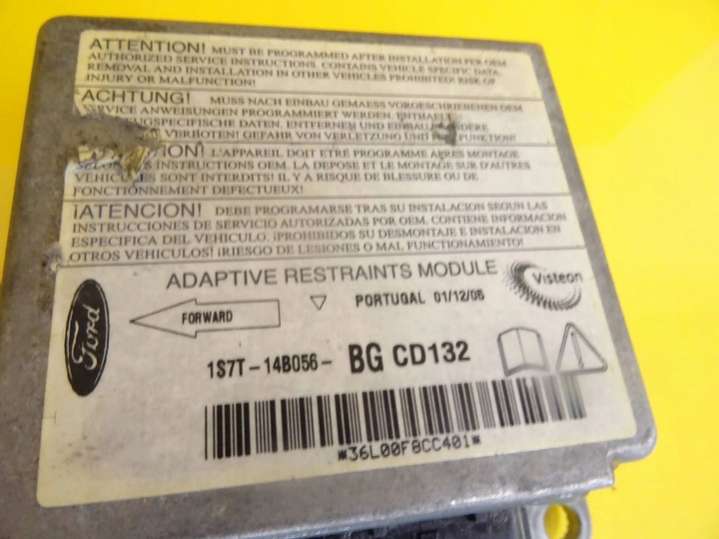 ATTENTION! MUST BE PROGRAMMED AFTER INSTALLATION PER OEM
AUTHORIZED SERVICE INSTRUCTIONS. CONTAINS VEHICLE SPECIFIC DATA.
REMOVAL AND INSTALLATION IN OTHER VEHICLES PROHIBITED! RISK OF
INJURY OR MALFUNCTION!
ACHTUNG! MUSS NACH EINBAU GEMAESS VORGESCHRIEBENEN OEM
SERVICE ANWEISUNGEN PROGRAMMIERT WERDEN. ENTHAELT
DATEN. ENTFERNEN UND EINBAU
VERBOTEN! GEFAHR VON VERLETZUNG UND FUNKTION!
L'APPAREIL DOIT ETRE PROGRAMME APRES MONTAGE
INSTRUCTIONS OEM. LA DEPOSE ET LE MONTAGE SUR D'AUTRES
VEHICULES SONT INTERDITS! IL Y A RISQUE DE BLESSURE OU DE
FONCTIONNEMENT DEFECTUEUX!
¡ATENCION! DEBE PROGRAMARSE TRAS SU INSTALACION SEGUN LAS
INSTRUCCIONES DE SERVICIO AUTORIZADAS POR OEM. CONTIENE INFORMACION
ESPECIFICA DEL VEHICULO. ¡PROHIBIDOS SU DESMONTAJE E INSTALACION EN
OTROS VEHICULOS! ¡RIESGO DE LESIONES O MAL FUNCIONAMIENTO!
ADAPTIVE RESTRAINTS MODULE
Visteon
Ford
FORWARD
PORTUGAL 01/12/06
1S7T-14B056- BG CD132
*36L00F8CC401*